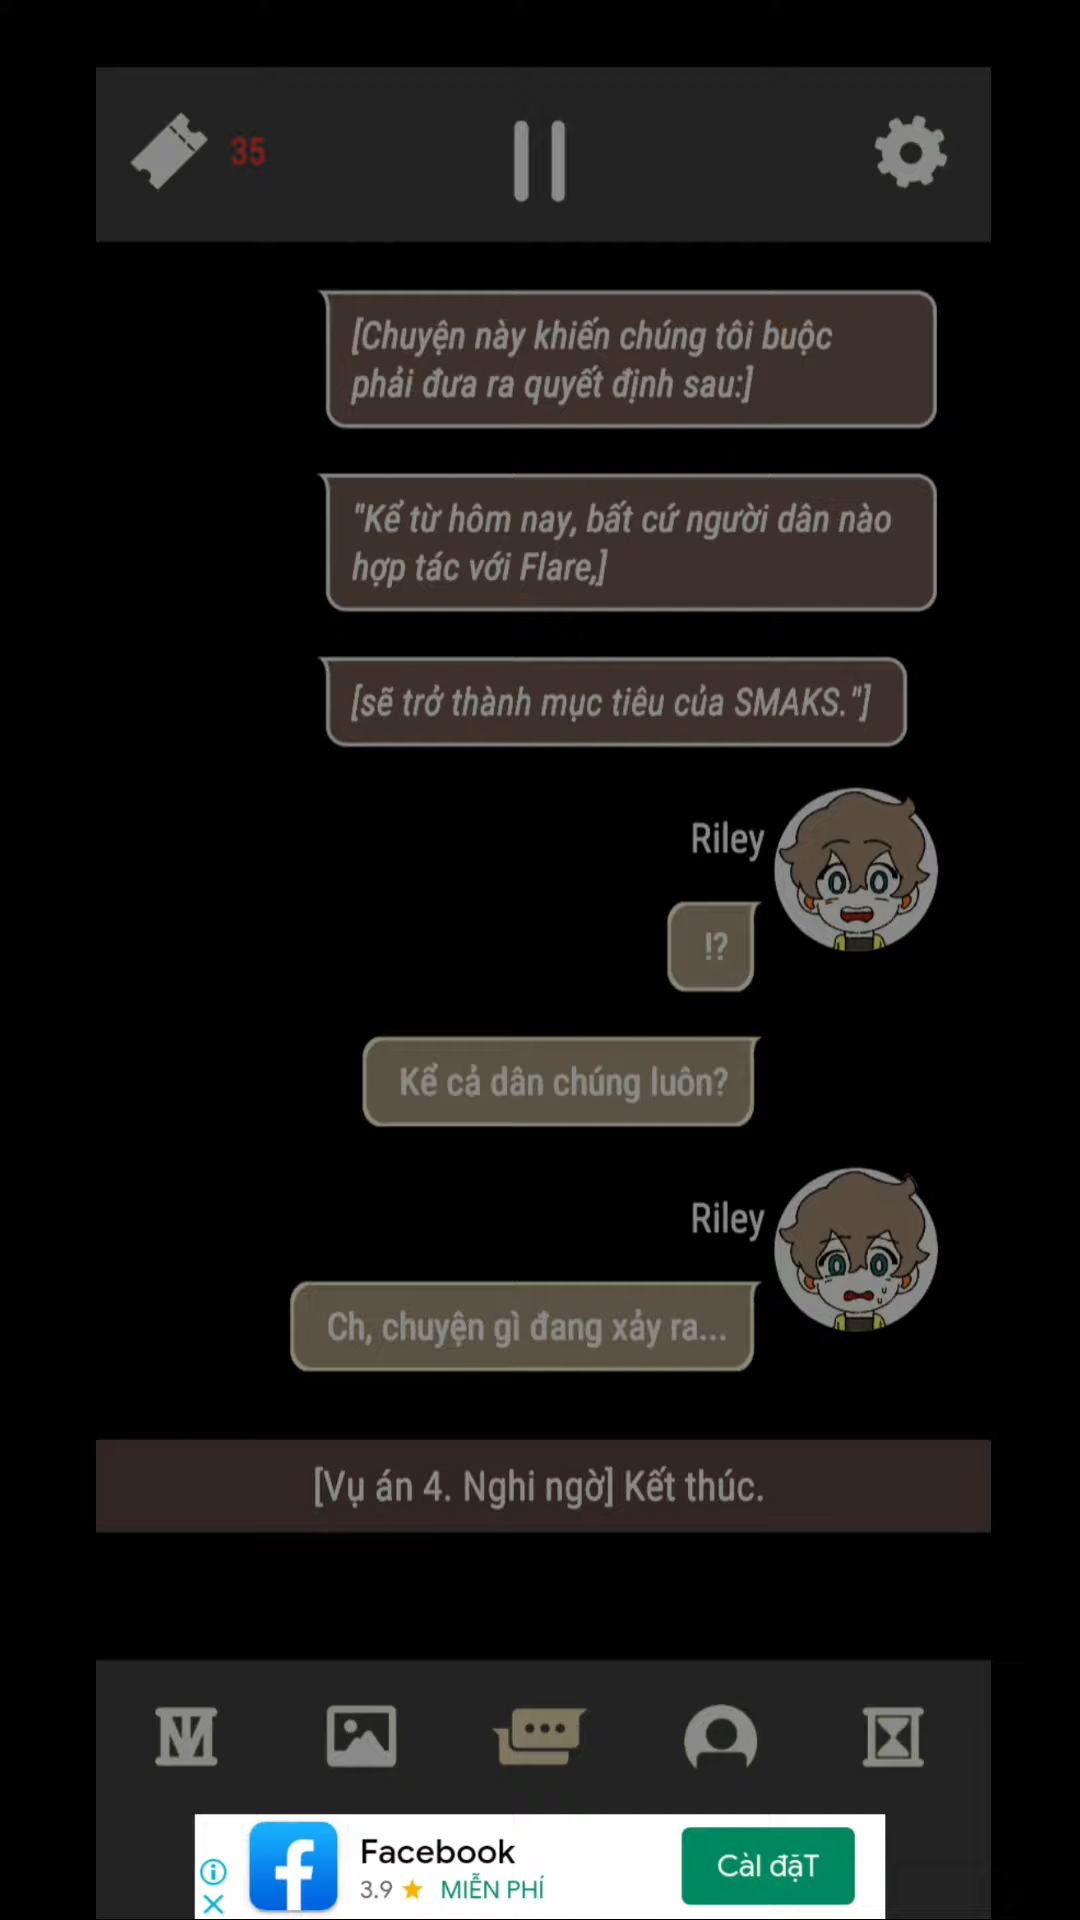 35
[Chuyện này khiến chúng tôi buộc
phải đưa ra quyết định sau:]
"Kể từ hôm nay, bất cứ người dân nào
hợp tác với Flare,]
[sẽ trở thành mục tiêu của SMAKS."]
Riley
!?
Kể cả dân chúng luôn?
Riley
Ch, chuyện gì đang xảy ra...
[Vụ án 4. Nghi ngờ] Kết thúc.
Facebook
3.9 ★ MIỄN PHÍ
Cài đặT